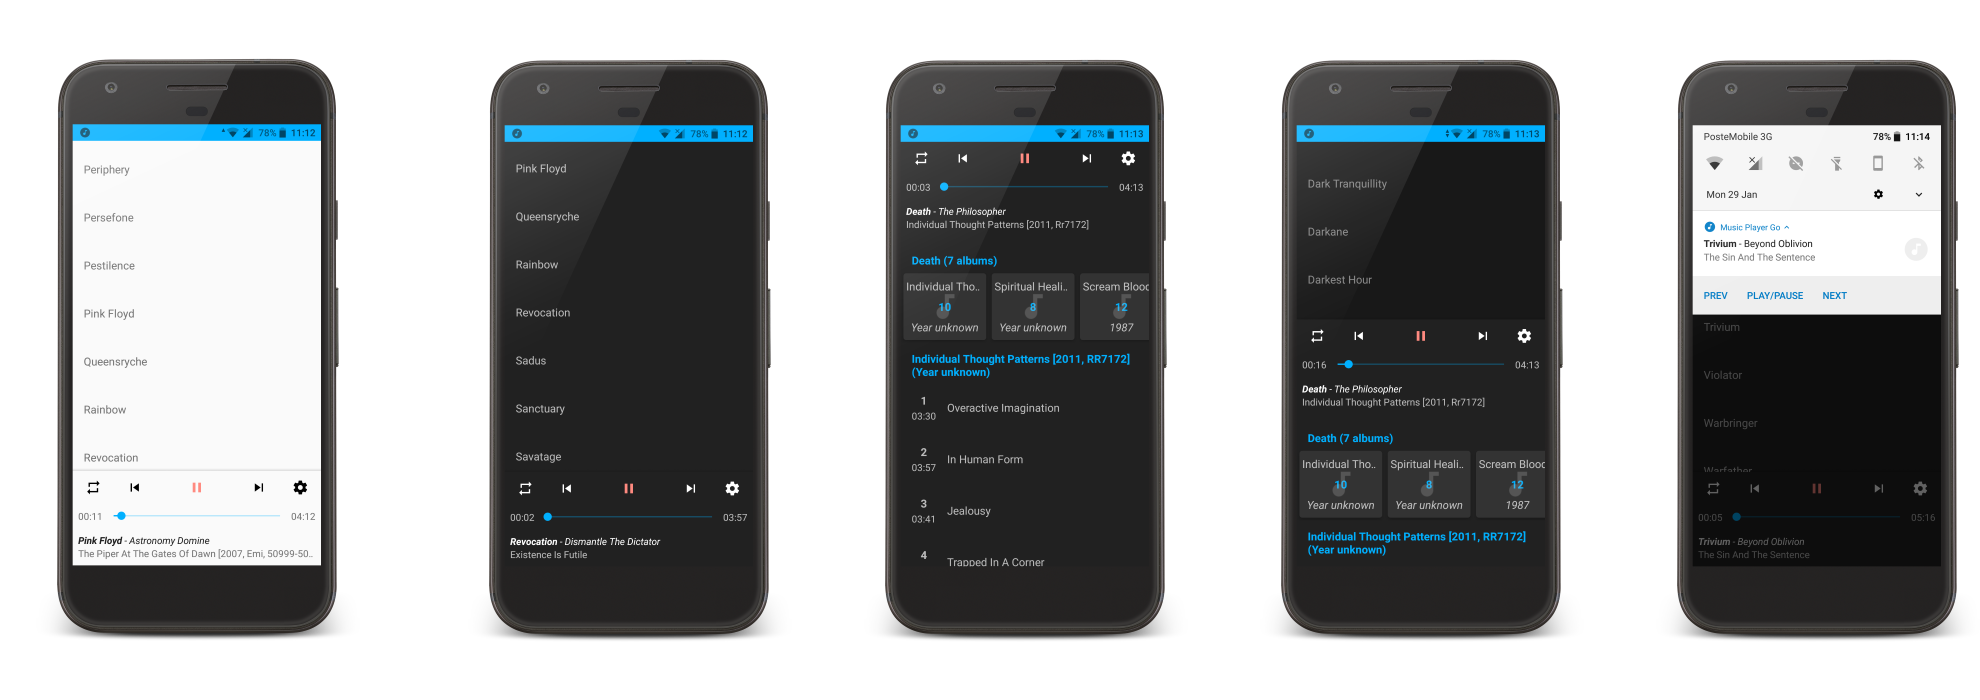 11:12
78%
Periphery
Persefone
Pestilence
Pink Floyd
Queensryche
Rainbow
Revocation
00:11
04:12
Pink Floyd - Astronomy Domine
The Piper At The Gates Of Dawn [2007, Emi, 50999-50..
78% 11:12
Pink Floyd
Queensryche
Rainbow
Revocation
Sadus
Sanctuary
Savatage
00:02 03:57
Revocation - Dismantle The Dictator
Existence Is Futile
78% 11:13
00:03 04:13
Death - The Philosopher
Individual Thought Patterns [2011, Rr7172]
Death (7 albums)
Individual Tho.. Spiritual Heali.. Scream Blood
10 8 12
Year unknown Year unknown 1987
Individual Thought Patterns [2011, RR7172]
(Year unknown)
1
03:30 Overactive Imagination
2
03:57 In Human Form
3
03:41 Jealousy
4
Trapped In A Corner
78% 11:13
Dark Tranquillity
Darkane
Darkest Hour
00:16 04:13
Death - The Philosopher
Individual Thought Patterns [2011, Rr7172]
Death (7 albums)
Individual Tho.. Spiritual Heali.. Scream Blood
10 8 12
Year unknown Year unknown 1987
Individual Thought Patterns [2011, RR7172]
(Year unknown)
PosteMobile 3G 78% 11:14
Mon 29 Jan
Music Player Go
Trivium - Beyond Oblivion
The Sin And The Sentence
PREV PLAY/PAUSE NEXT
Trivium
Violator
Warbringer
Warfather
00:05 05:16
Trivium - Beyond Oblivion
The Sin And The Sentence